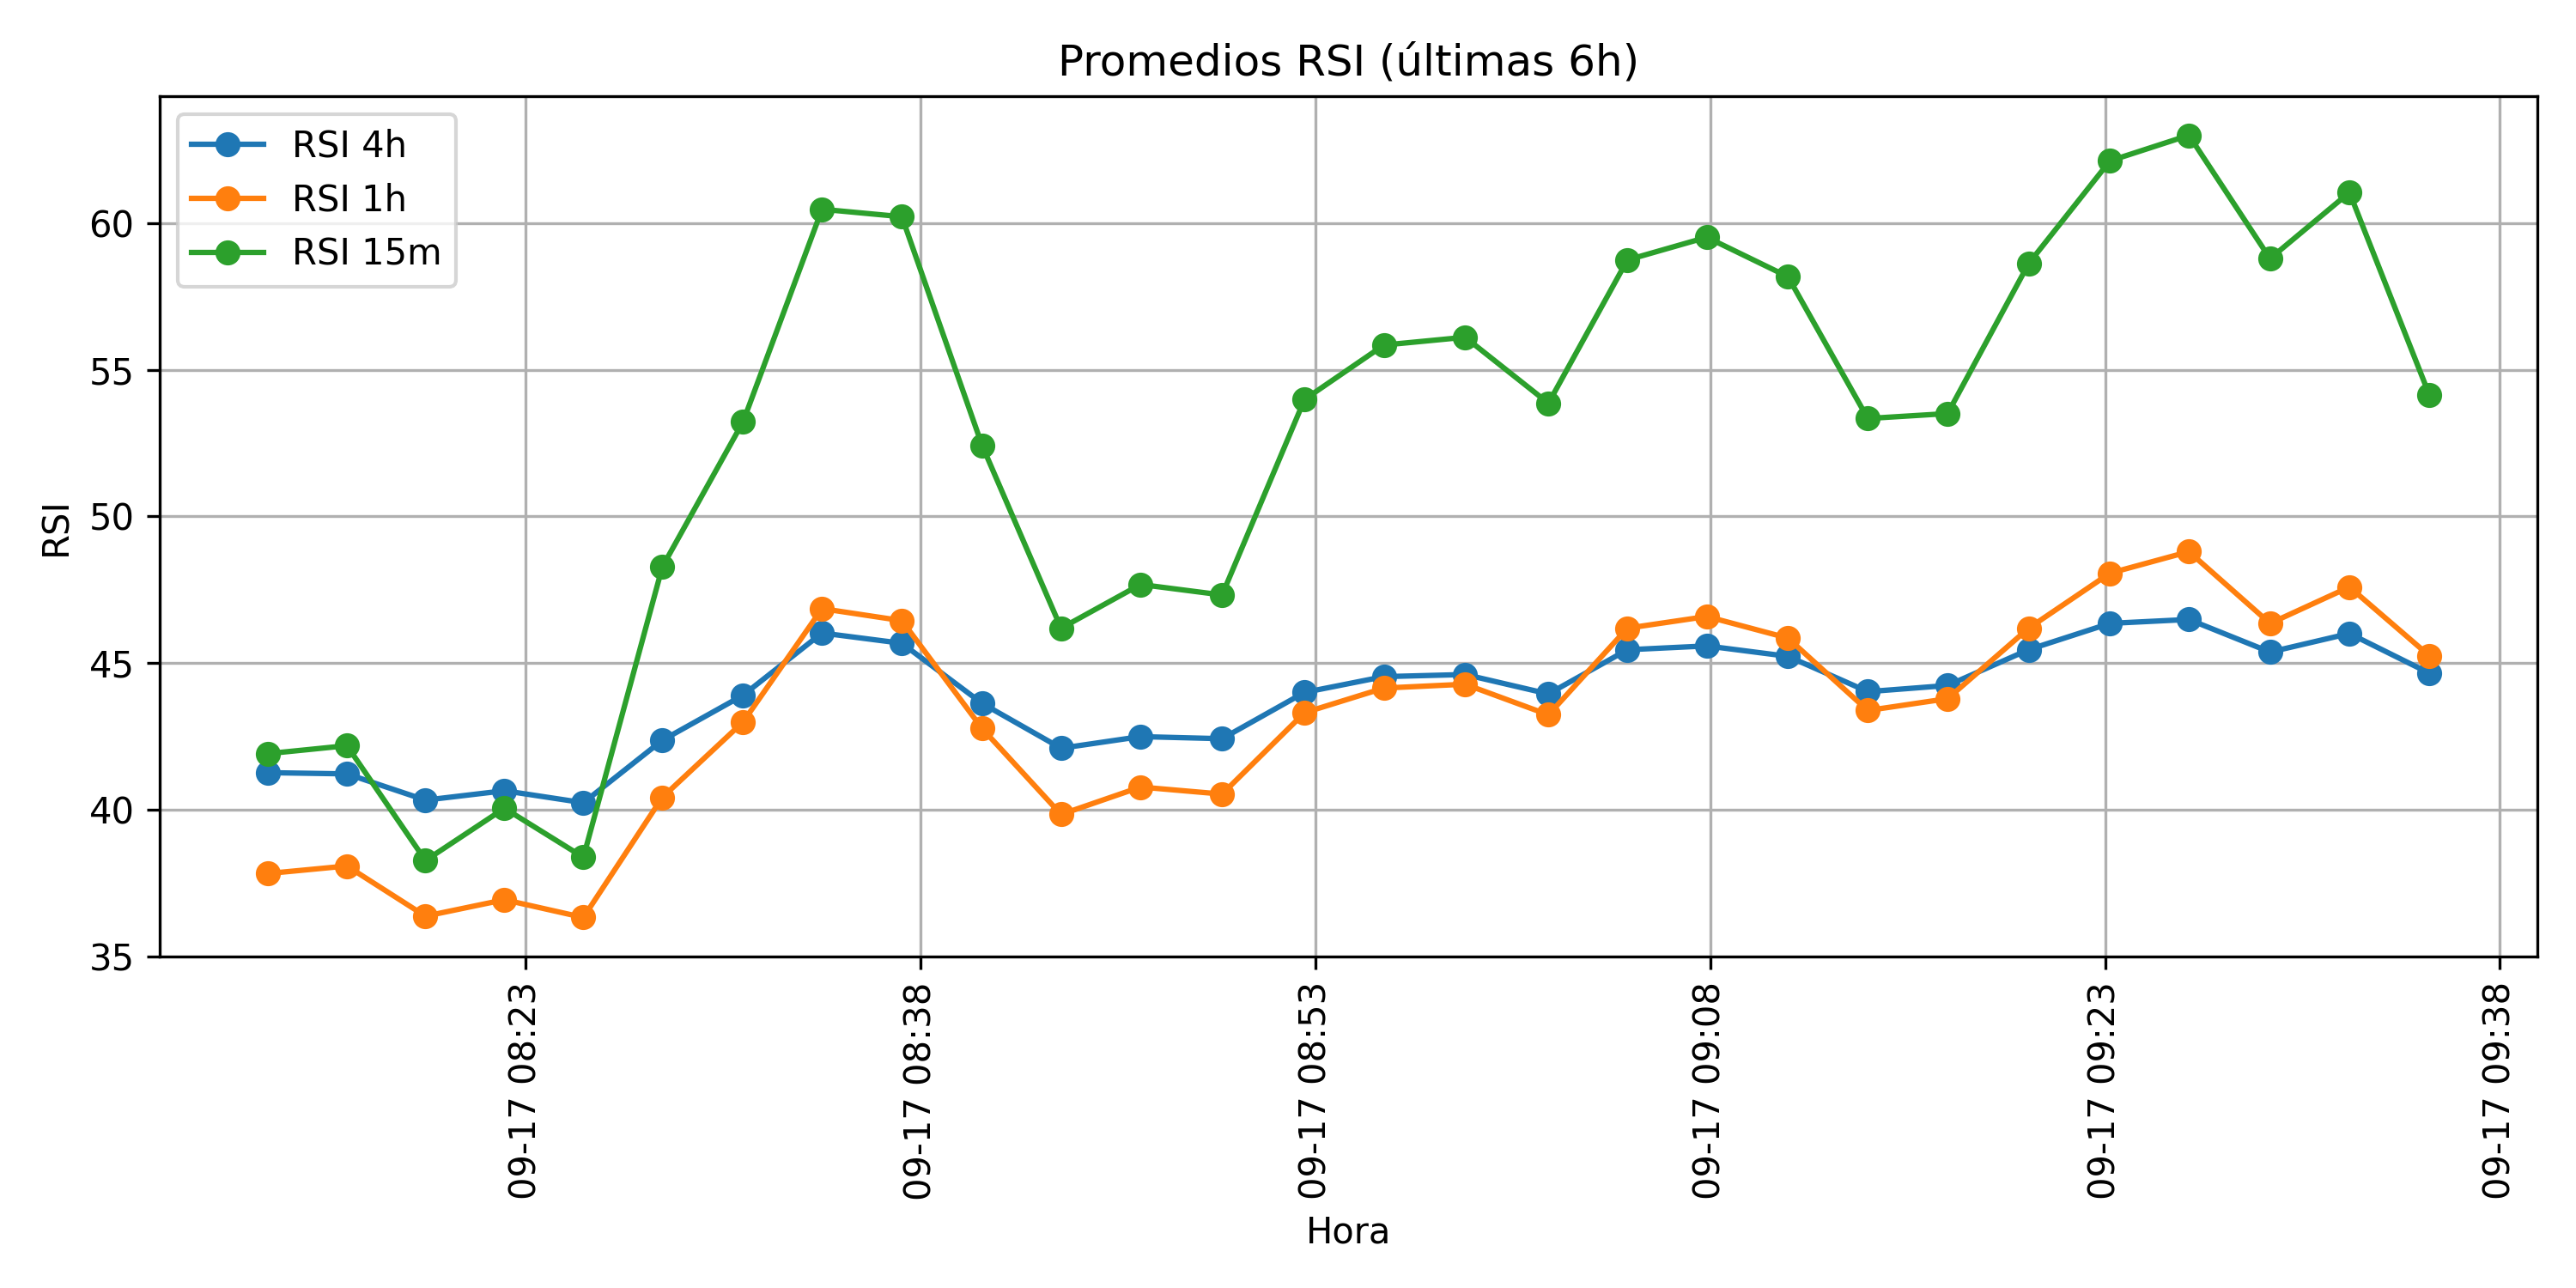 Promedios RSI (últimas 6h)
RSI 4h
RSI 1h
RSI 15m
RSI
60
55
50
45
40
35
09-17 08:23
09-17 08:38
09-17 08:53
09-17 09:08
09-17 09:23
09-17 09:38
Hora